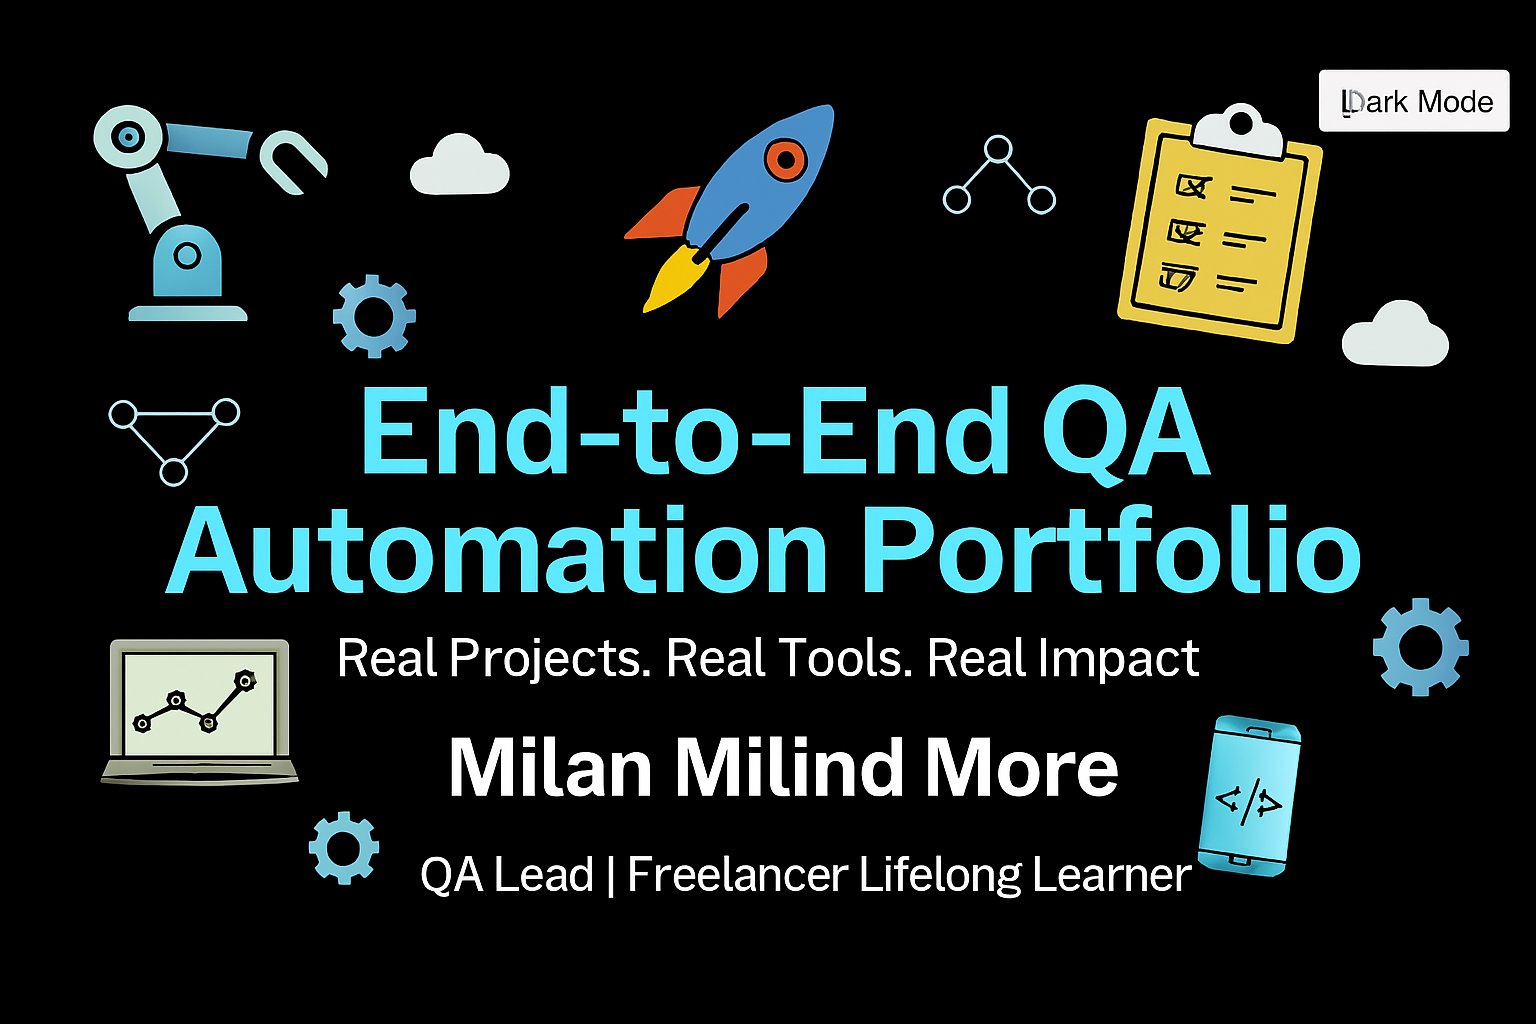 Dark Mode
End-to-End QA
Automation Portfolio
Real Projects. Real Tools. Real Impact
Milan Milind More
QA Lead | Freelancer Lifelong Learner
</>